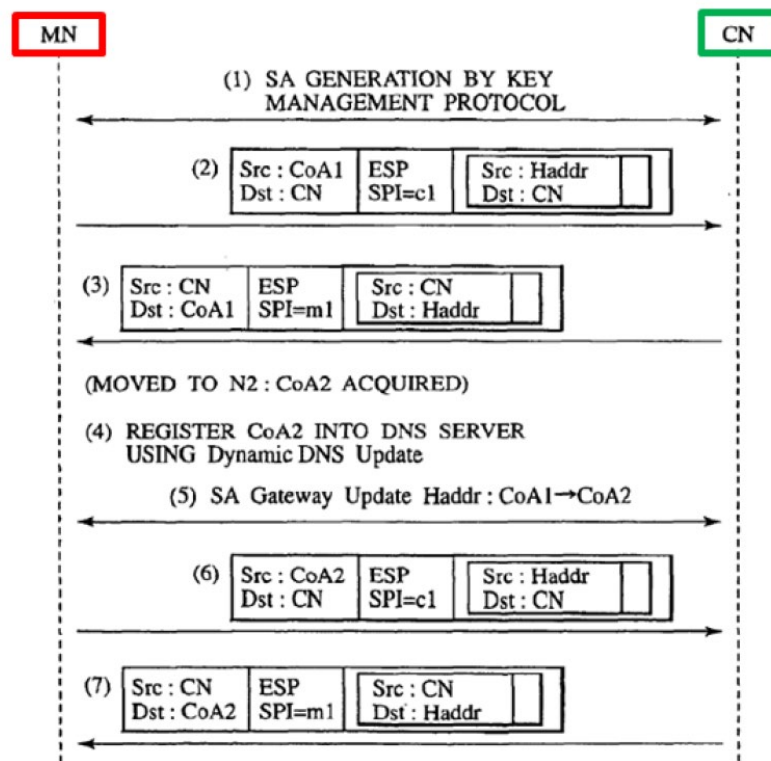 MN
CN
(1) SA GENERATION BY KEY
MANAGEMENT PROTOCOL
(2)
Src : CoA1
Dst : CN
ESP
SPI=c1
Src : Haddr
Dst : CN
(3)
Src : CN
Dst : CoA1
ESP
SPI=m1
Src : CN
Dst : Haddr
(MOVED TO N2 : CoA2 ACQUIRED)
(4) REGISTER CoA2 INTO DNS SERVER
USING Dynamic DNS Update
(5) SA Gateway Update Haddr : CoA1→CoA2
(6)
Src : CoA2
Dst : CN
ESP
SPI=c1
Src : Haddr
Dst : CN
(7)
Src : CN
Dst : CoA2
ESP
SPI=m1
Src : CN
Dst : Haddr